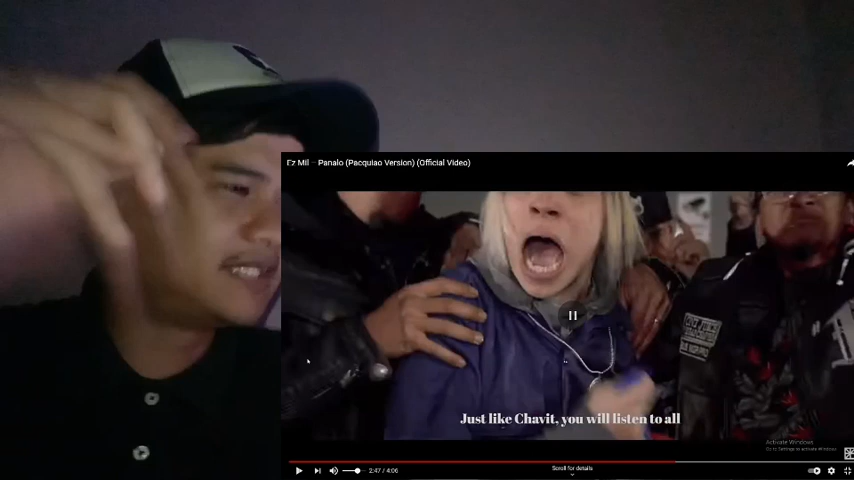 Ez Mil - Panalo (Pacquiao Version) (Official Video)
Just like Chavit, you will listen to all
Activate Windows
Go to Settings to activate Windows.
2:47 / 4:06
Scroll for details